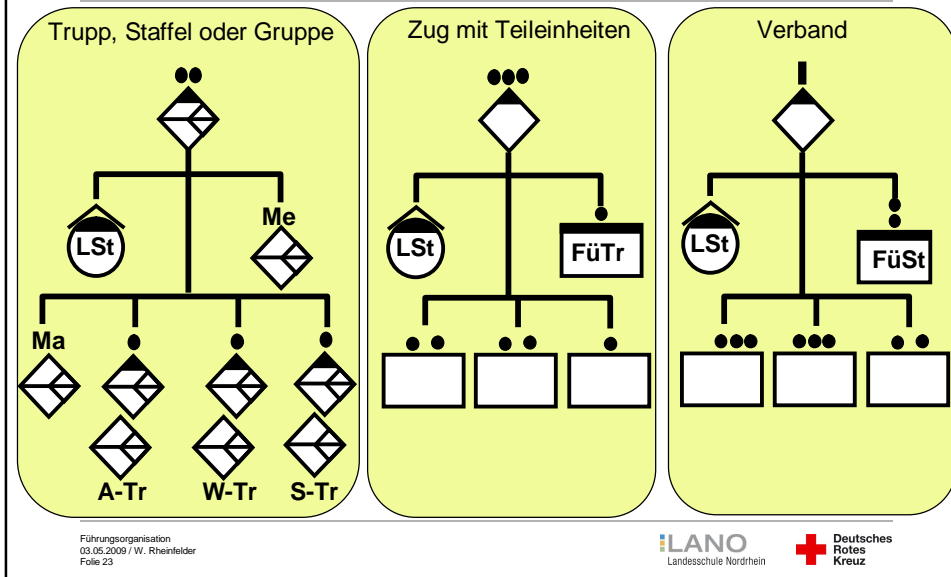 Trupp, Staffel oder Gruppe
LSt
Me
Ma
A-Tr
W-Tr
S-Tr
Zug mit Teileinheiten
LSt
FüTr
Verband
LSt
FüSt
Führungsorganisation
03.05.2009 / W. Rheinfelder
Folie 23
LANO
Landesschule Nordrhein
Deutsches
Rotes
Kreuz